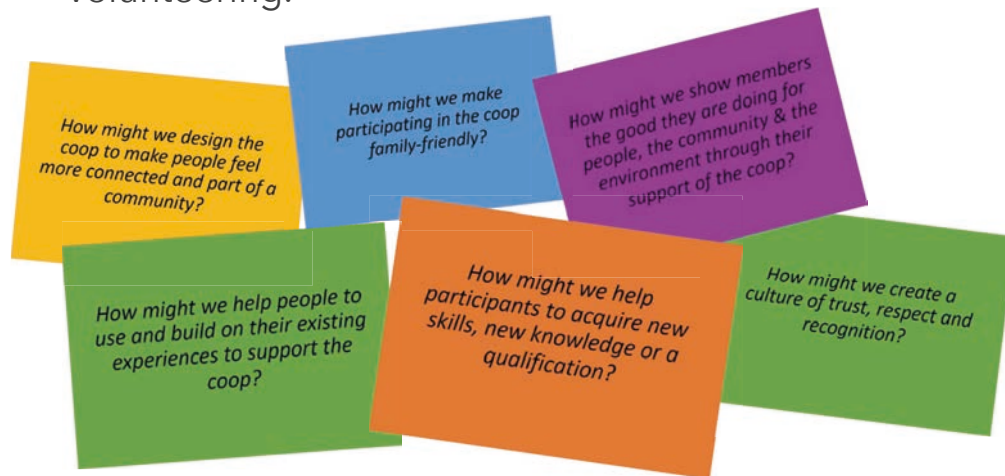 volunteering.
How might we design the
coop to make people feel
more connected and part of a
community?
How might we make
participating in the coop
family-friendly?
How might we show members
the good they are doing for
people, the community & the
environment through their
support of the coop?
How might we help people to
use and build on their existing
experiences to support the
coop?
How might we help
participants to acquire new
skills, new knowledge or a
qualification?
How might we create a
culture of trust, respect and
recognition?